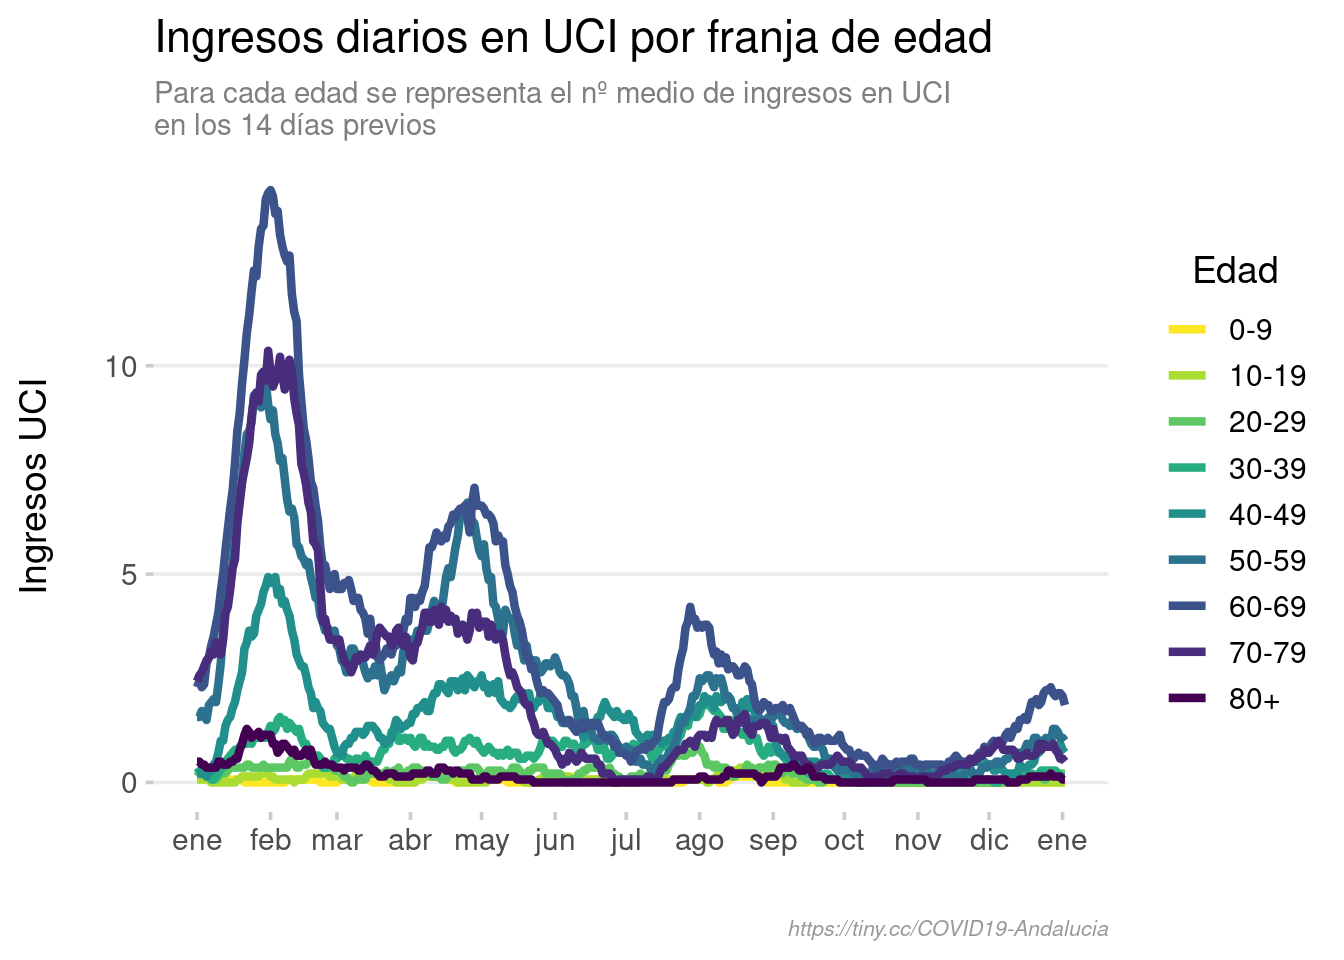 Ingresos diarios en UCI por franja de edad
Para cada edad se representa el nº medio de ingresos en UCI
en los 14 días previos
Ingresos UCI
10
5
0
ene feb mar abr may jun jul ago sep oct nov dic ene
Edad
0-9
10-19
20-29
30-39
40-49
50-59
60-69
70-79
80+
https://tiny.cc/COVID19-Andalucia